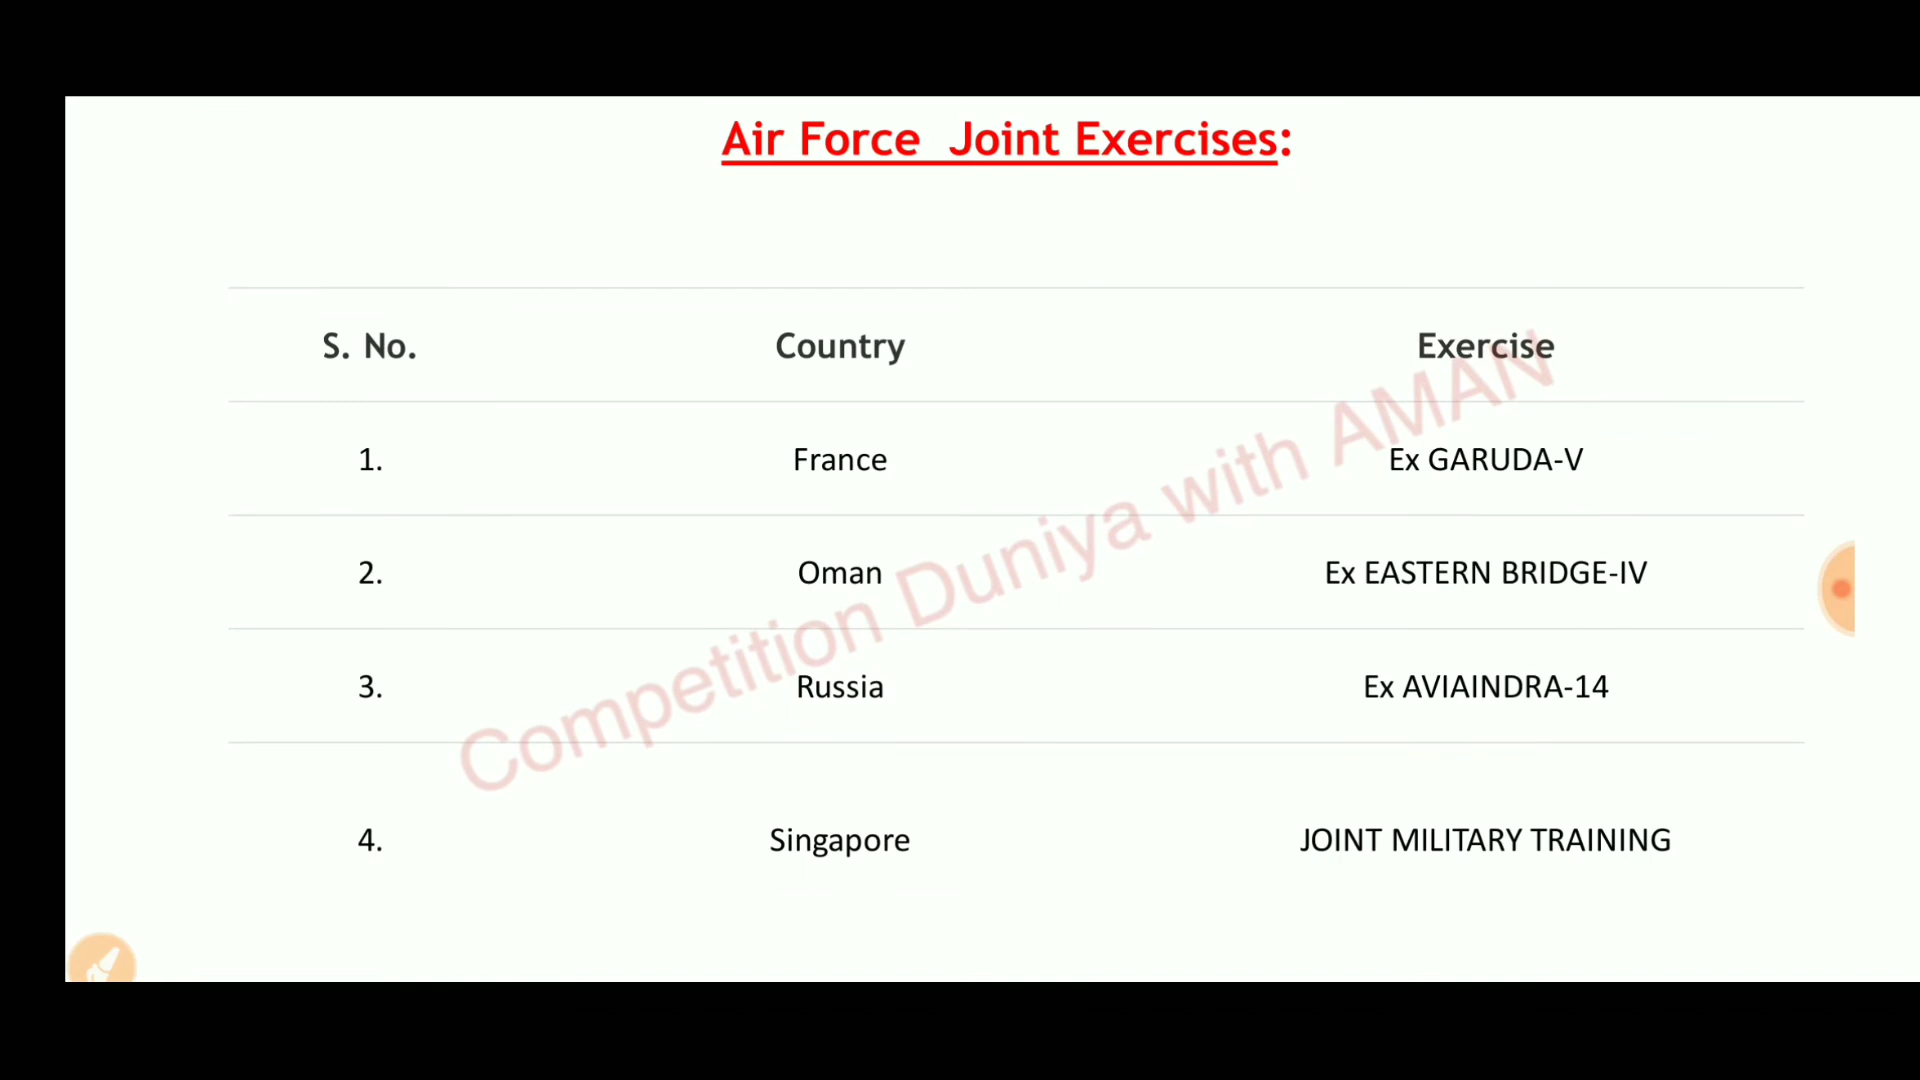 Air Force Joint Exercises:
S. No. Country Exercise
1. France Ex GARUDA-V
2. Oman Ex EASTERN BRIDGE-IV
3. Russia Ex AVIAINDRA-14
4. Singapore JOINT MILITARY TRAINING
Competition Duniya with AMAN